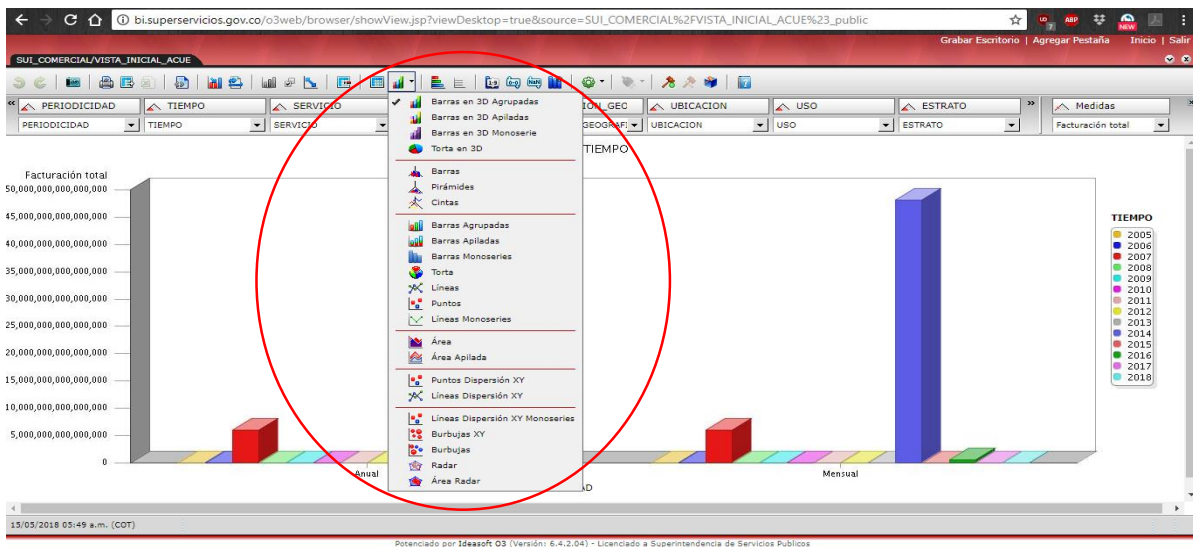 bi.superservicios.gov.co/o3web/browser/showView.jsp?viewDesktop=true&source=SUI_COMERCIAL%2FVISTA_INICIAL_ACUE%23_public
ABP
NEW
Grabar Escritorio | Agregar Pestaña Inicio | Salir
SUI_COMERCIAL/VISTA_INICIAL_ACUE
PERIODICIDAD TIEMPO SERVICIO UBICACION USO ESTRATO Medidas
PERIODICIDAD TIEMPO SERVICIO UBICACION USO ESTRATO Facturación total
TIEMPO
Barras en 3D Agrupadas
Barras en 3D Apiladas
Barras en 3D Monoserie
Torta en 3D
Barras
Pirámides
Cintas
Barras Agrupadas
Barras Apiladas
Barras Monoseries
Torta
Líneas
Puntos
Líneas Monoseries
Área
Área Apilada
Puntos Dispersión XY
Líneas Dispersión XY
Líneas Dispersión XY Monoseries
Burbujas XY
Burbujas
Radar
Área Radar
Facturación total
50,000,000,000,000,000
45,000,000,000,000,000
40,000,000,000,000,000
35,000,000,000,000,000
30,000,000,000,000,000
25,000,000,000,000,000
20,000,000,000,000,000
15,000,000,000,000,000
10,000,000,000,000,000
5,000,000,000,000,000
0
Anual Mensual
TIEMPO
2005
2006
2007
2008
2009
2010
2011
2012
2013
2014
2015
2016
2017
2018
15/05/2018 05:49 a.m. (COT)
Potenciado por Ideasoft O3 (Versión: 6.4.2.04) - Licenciado a Superintendencia de Servicios Publicos